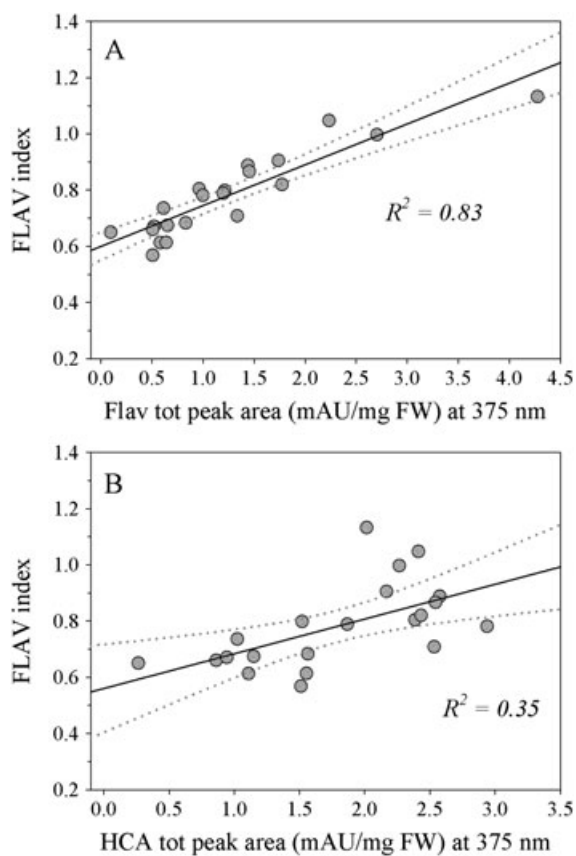 A
1.4
1.2
1.0
0.8
0.6
0.4
0.2
FLAV index
R² = 0.83
0.0 0.5 1.0 1.5 2.0 2.5 3.0 3.5 4.0 4.5
Flav tot peak area (mAU/mg FW) at 375 nm
B
1.4
1.2
1.0
0.8
0.6
0.4
0.2
FLAV index
R² = 0.35
0.0 0.5 1.0 1.5 2.0 2.5 3.0 3.5
HCA tot peak area (mAU/mg FW) at 375 nm